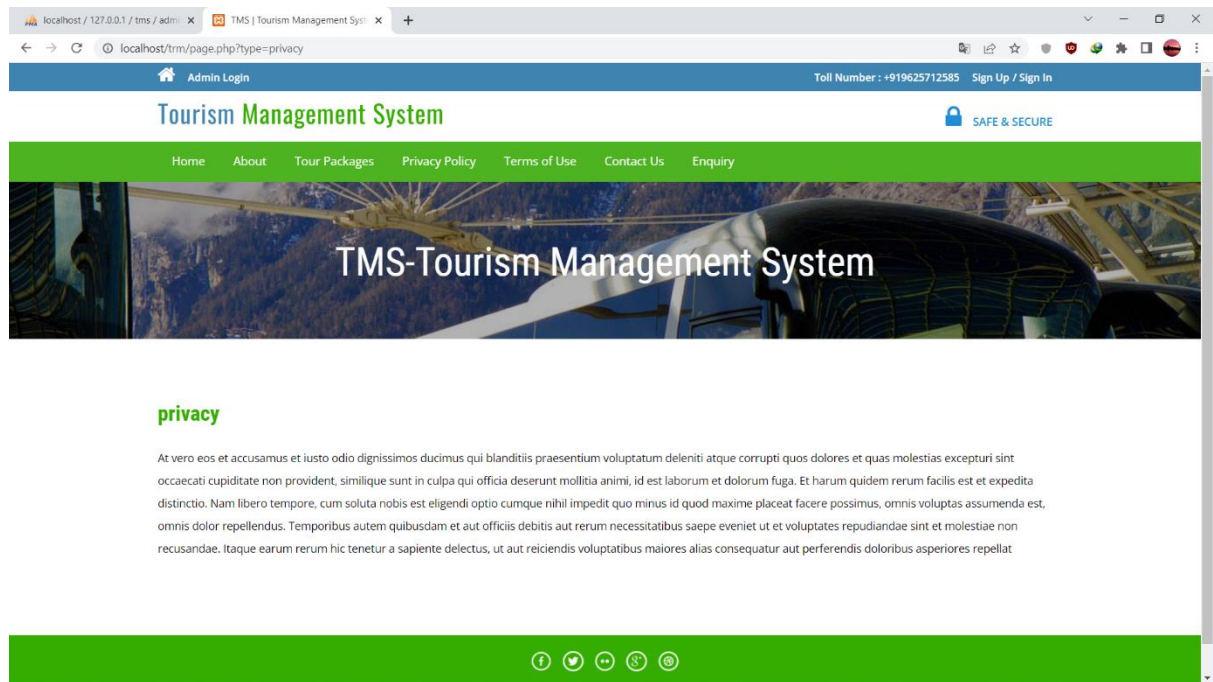 localhost / 127.0.0.1 / tms / admi
TMS | Tourism Management Syst
localhost/trm/page.php?type=privacy
Admin Login
Toll Number : +919625712585 Sign Up / Sign In
Tourism Management System
SAFE & SECURE
Home About Tour Packages Privacy Policy Terms of Use Contact Us Enquiry
TMS-Tourism Management System
privacy
At vero eos et accusamus et iusto odio dignissimos ducimus qui blanditiis praesentium voluptatum deleniti atque corrupti quos dolores et quas molestias excepturi sint
occaecati cupiditate non provident, similique sunt in culpa qui officia deserunt mollitia animi, id est laborum et dolorum fuga. Et harum quidem rerum facilis est et expedita
distinctio. Nam libero tempore, cum soluta nobis est eligendi optio cumque nihil impedit quo minus id quod maxime placeat facere possimus, omnis voluptas assumenda est,
omnis dolor repellendus. Temporibus autem quibusdam et aut officiis debitis aut rerum necessitatibus saepe eveniet ut et voluptates repudiandae sint et molestiae non
recusandae. Itaque earum rerum hic tenetur a sapiente delectus, ut aut reiciendis voluptatibus maiores alias consequatur aut perferendis doloribus asperiores repellat